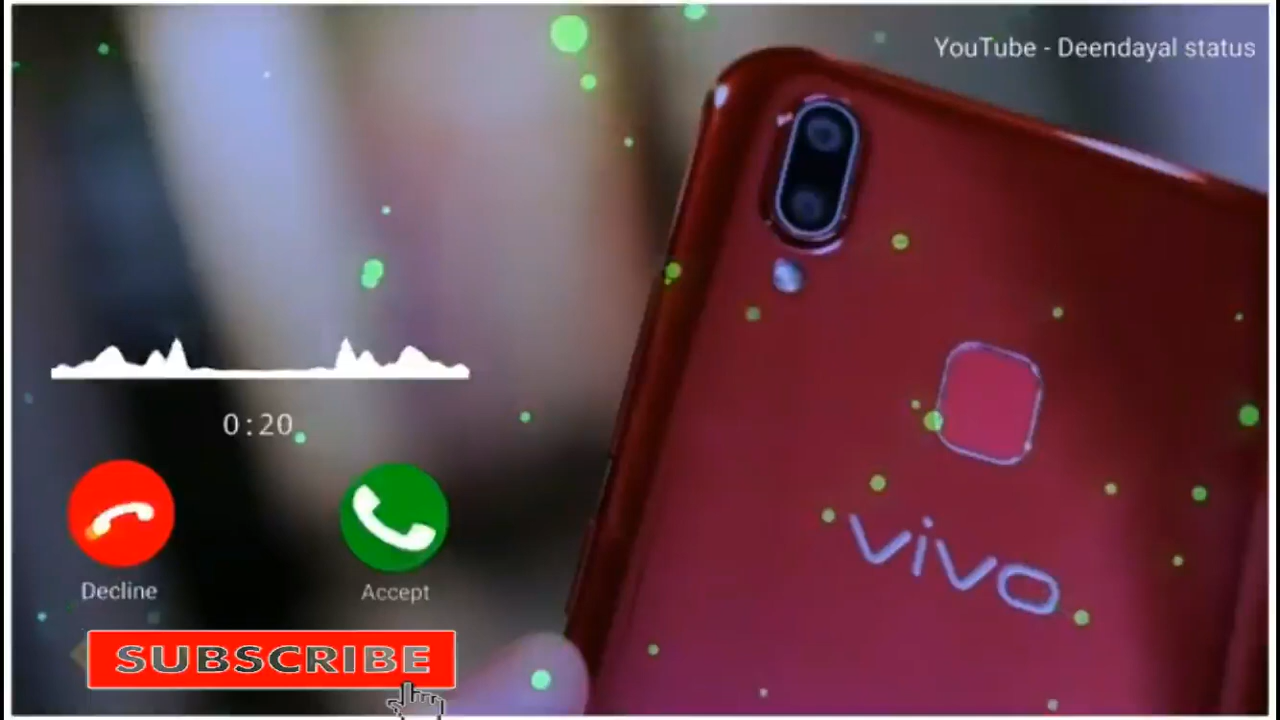 YouTube - Deendayal status
0:20
Decline
Accept
SUBSCRIBE
vivo